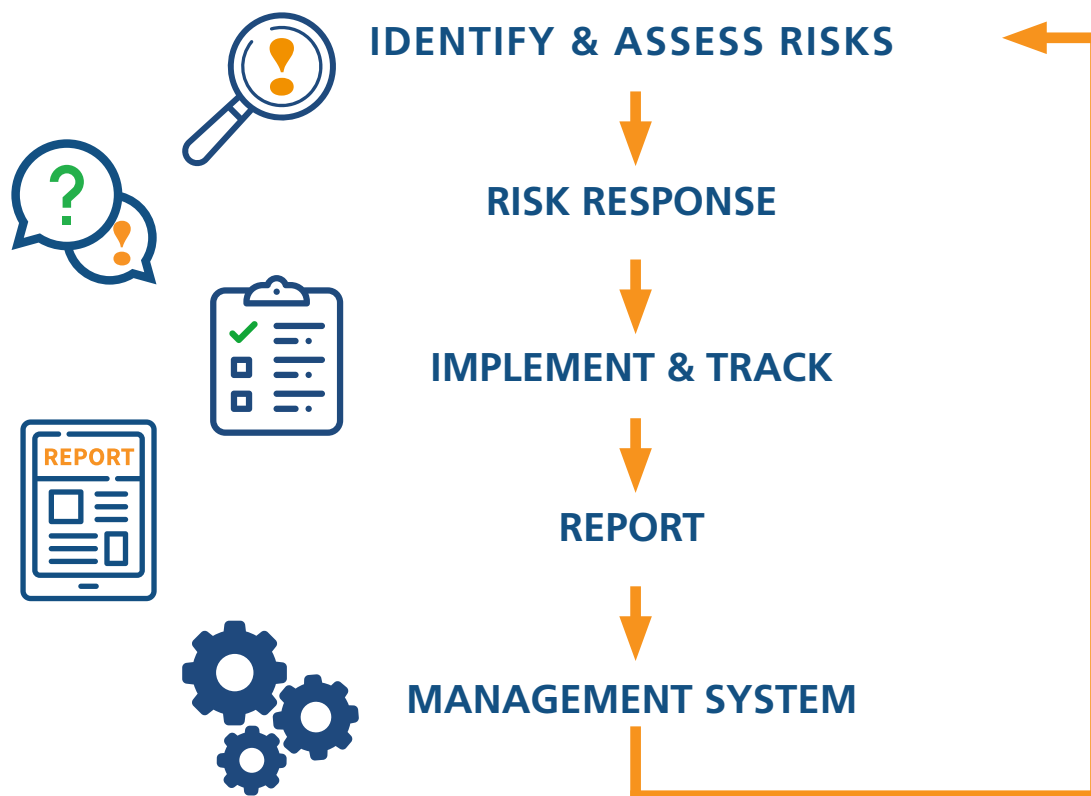 IDENTIFY & ASSESS RISKS
RISK RESPONSE
IMPLEMENT & TRACK
REPORT
REPORT
MANAGEMENT SYSTEM